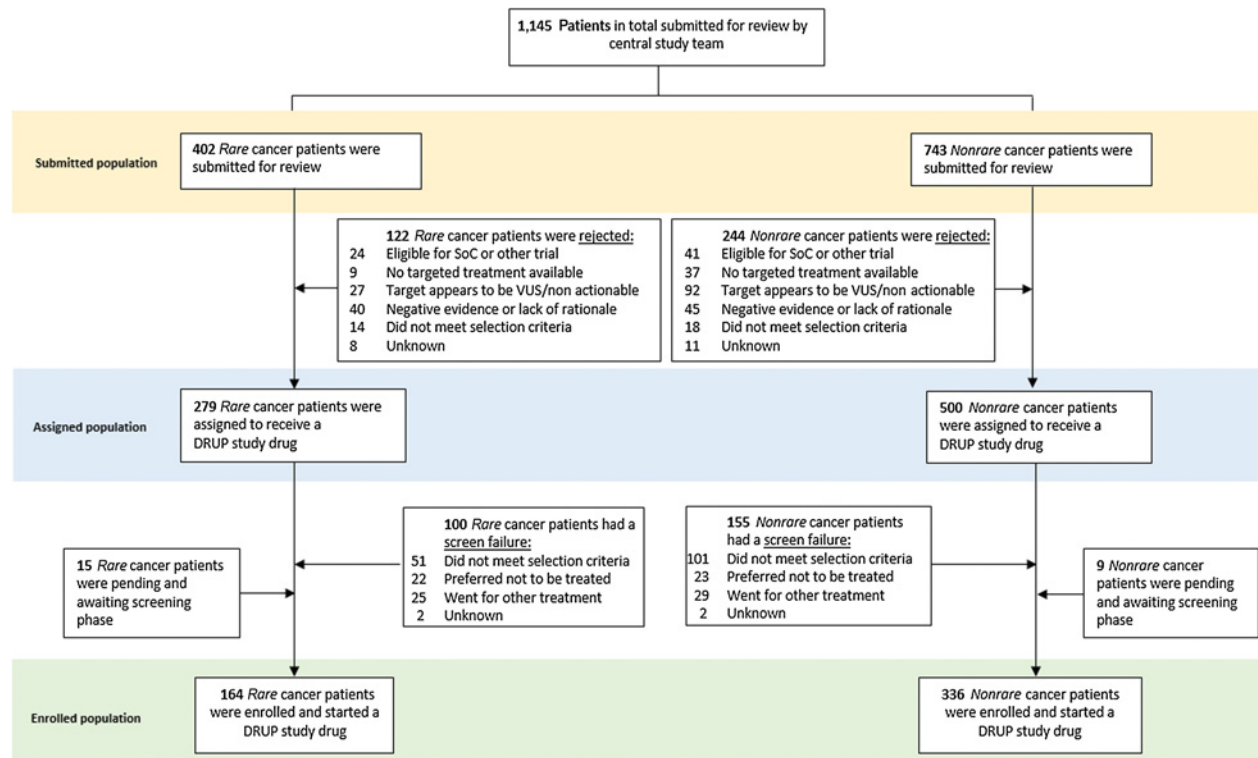 1,145 Patients in total submitted for review by
central study team
Submitted population
402 Rare cancer patients were
submitted for review
743 Nonrare cancer patients were
submitted for review
122 Rare cancer patients were rejected:
24 Eligible for SoC or other trial
9 No targeted treatment available
27 Target appears to be VUS/non actionable
40 Negative evidence or lack of rationale
14 Did not meet selection criteria
8 Unknown
244 Nonrare cancer patients were rejected:
41 Eligible for SoC or other trial
37 No targeted treatment available
92 Target appears to be VUS/non actionable
45 Negative evidence or lack of rationale
18 Did not meet selection criteria
11 Unknown
Assigned population
279 Rare cancer patients were
assigned to receive a
DRUP study drug
500 Nonrare cancer patients
were assigned to receive a
DRUP study drug
15 Rare cancer patients
were pending and
awaiting screening
phase
100 Rare cancer patients had a
screen failure:
51 Did not meet selection criteria
22 Preferred not to be treated
25 Went for other treatment
2 Unknown
155 Nonrare cancer patients
had a screen failure:
101 Did not meet selection criteria
23 Preferred not to be treated
29 Went for other treatment
2 Unknown
9 Nonrare cancer
patients were pending
and awaiting screening
phase
Enrolled population
164 Rare cancer patients
were enrolled and started a
DRUP study drug
336 Nonrare cancer patients
were enrolled and started a
DRUP study drug